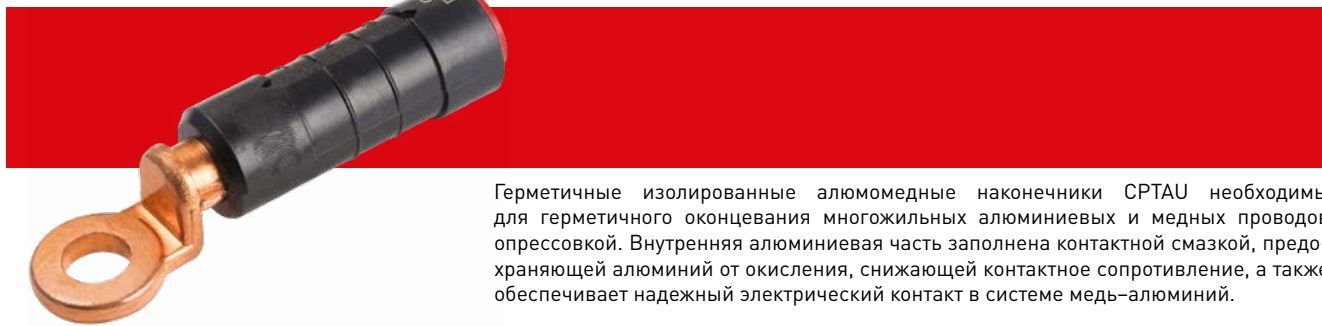 Герметичные изолированные алюмомедные наконечники CPTAU необходимы
для герметичного оконцевания многожильных алюминиевых и медных проводов
опрессовкой. Внутренняя алюминиевая часть заполнена контактной смазкой, предо-
храняющей алюминий от окисления, снижающей контактное сопротивление, а также
обеспечивает надежный электрический контакт в системе медь–алюминий.